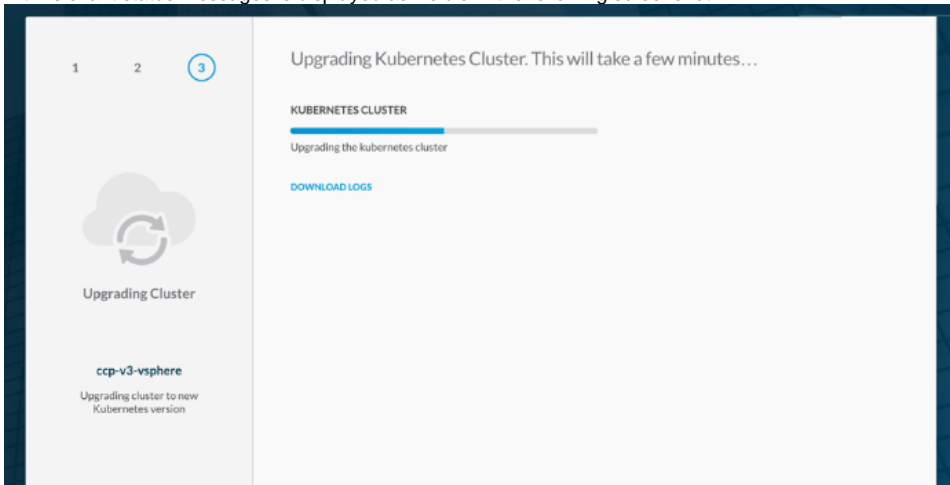 1 2 3
Upgrading Kubernetes Cluster. This will take a few minutes...
KUBERNETES CLUSTER
Upgrading the kubernetes cluster
DOWNLOAD LOGS
Upgrading Cluster
ccp-v3-vsphere
Upgrading cluster to new
Kubernetes version